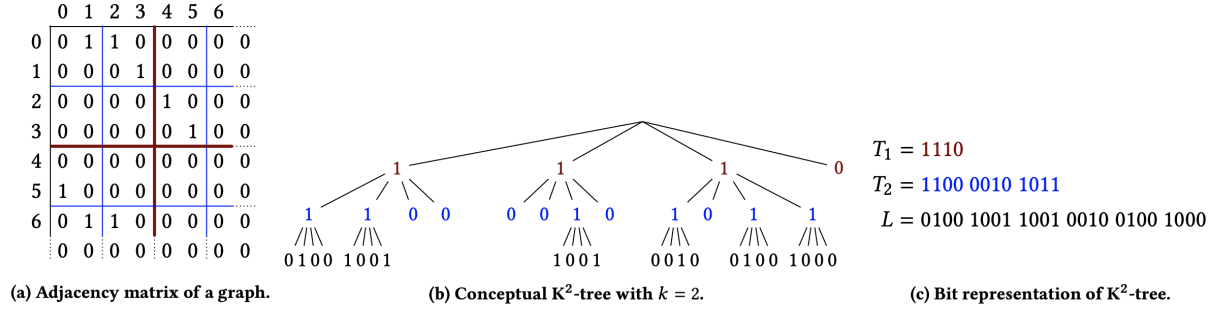 0 1 2 3 4 5 6
0 0 1 1 0 0 0 0 0
1 0 0 0 1 0 0 0 0
2 0 0 0 0 1 0 0 0
3 0 0 0 0 0 1 0 0
4 0 0 0 0 0 0 0 0
5 1 0 0 0 0 0 0 0
6 0 1 1 0 0 0 0 0
0 0 0 0 0 0 0 0
(a) Adjacency matrix of a graph.
1 1 1 0
1 1 0 0 0 0 1 0 1 0 1 1
0100 1001 1001 0010 0100 1000
(b) Conceptual K²-tree with k = 2.
T₁ = 1110
T₂ = 1100 0010 1011
L = 0100 1001 1001 0010 0100 1000
(c) Bit representation of K²-tree.